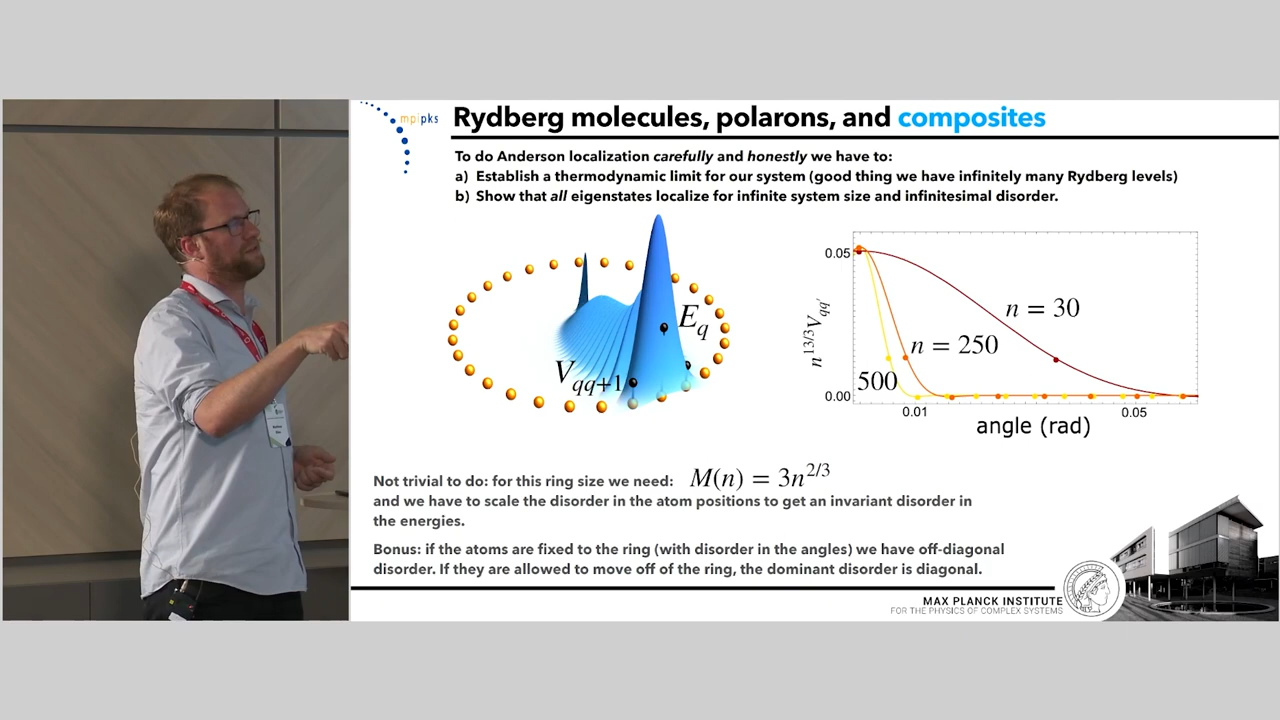 mpipks
Rydberg molecules, polarons, and composites
To do Anderson localization carefully and honestly we have to:
a) Establish a thermodynamic limit for our system (good thing we have infinitely many Rydberg levels)
b) Show that all eigenstates localize for infinite system size and infinitesimal disorder.
E_q
V_{qq+1}
n^{13/3}V_{qq'}
0.05
0.00
n = 30
n = 250
500
0.01
0.05
angle (rad)
Not trivial to do: for this ring size we need: M(n) = 3n^{2/3}
and we have to scale the disorder in the atom positions to get an invariant disorder in
the energies.
Bonus: if the atoms are fixed to the ring (with disorder in the angles) we have off-diagonal
disorder. If they are allowed to move off of the ring, the dominant disorder is diagonal.
MAX PLANCK INSTITUTE
FOR THE PHYSICS OF COMPLEX SYSTEMS